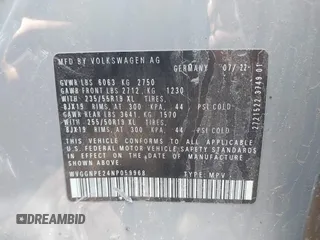 MFD BY VOLKSWAGEN AG
GERMANY 07/22
GVWR LBS 6063 KG 2750
GAWR FRONT LBS 2712 KG 1230
WITH 235/55R19 XL TIRES,
8JX19 RIMS, AT 300 KPA, 44 PSI COLD
GAWR REAR LBS 3641, KG 1570
WITH 255/50R19 XL TIRES,
8JX19 RIMS, AT 300 KPA, 44 PSI COLD
THIS VEHICLE CONFORMS TO ALL APPLICABLE
U.S. FEDERAL MOTOR VEHICLE SAFETY STANDARDS
IN EFFECT ON THE DATE OF MANUFACTURE
SHOWN ABOVE.
WVGGNPE24NP059968 TYPE: MPV
DREAMBID